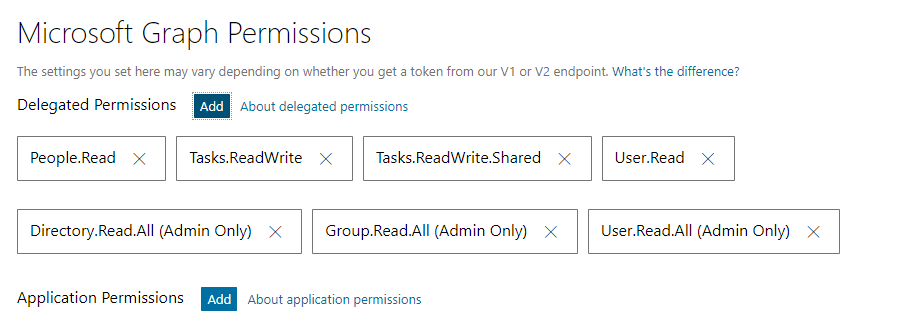 Microsoft Graph Permissions
The settings you set here may vary depending on whether you get a token from our V1 or V2 endpoint. What's the difference?
Delegated Permissions Add About delegated permissions
People.Read Tasks.ReadWrite Tasks.ReadWrite.Shared User.Read
Directory.Read.All (Admin Only) Group.Read.All (Admin Only) User.Read.All (Admin Only)
Application Permissions Add About application permissions